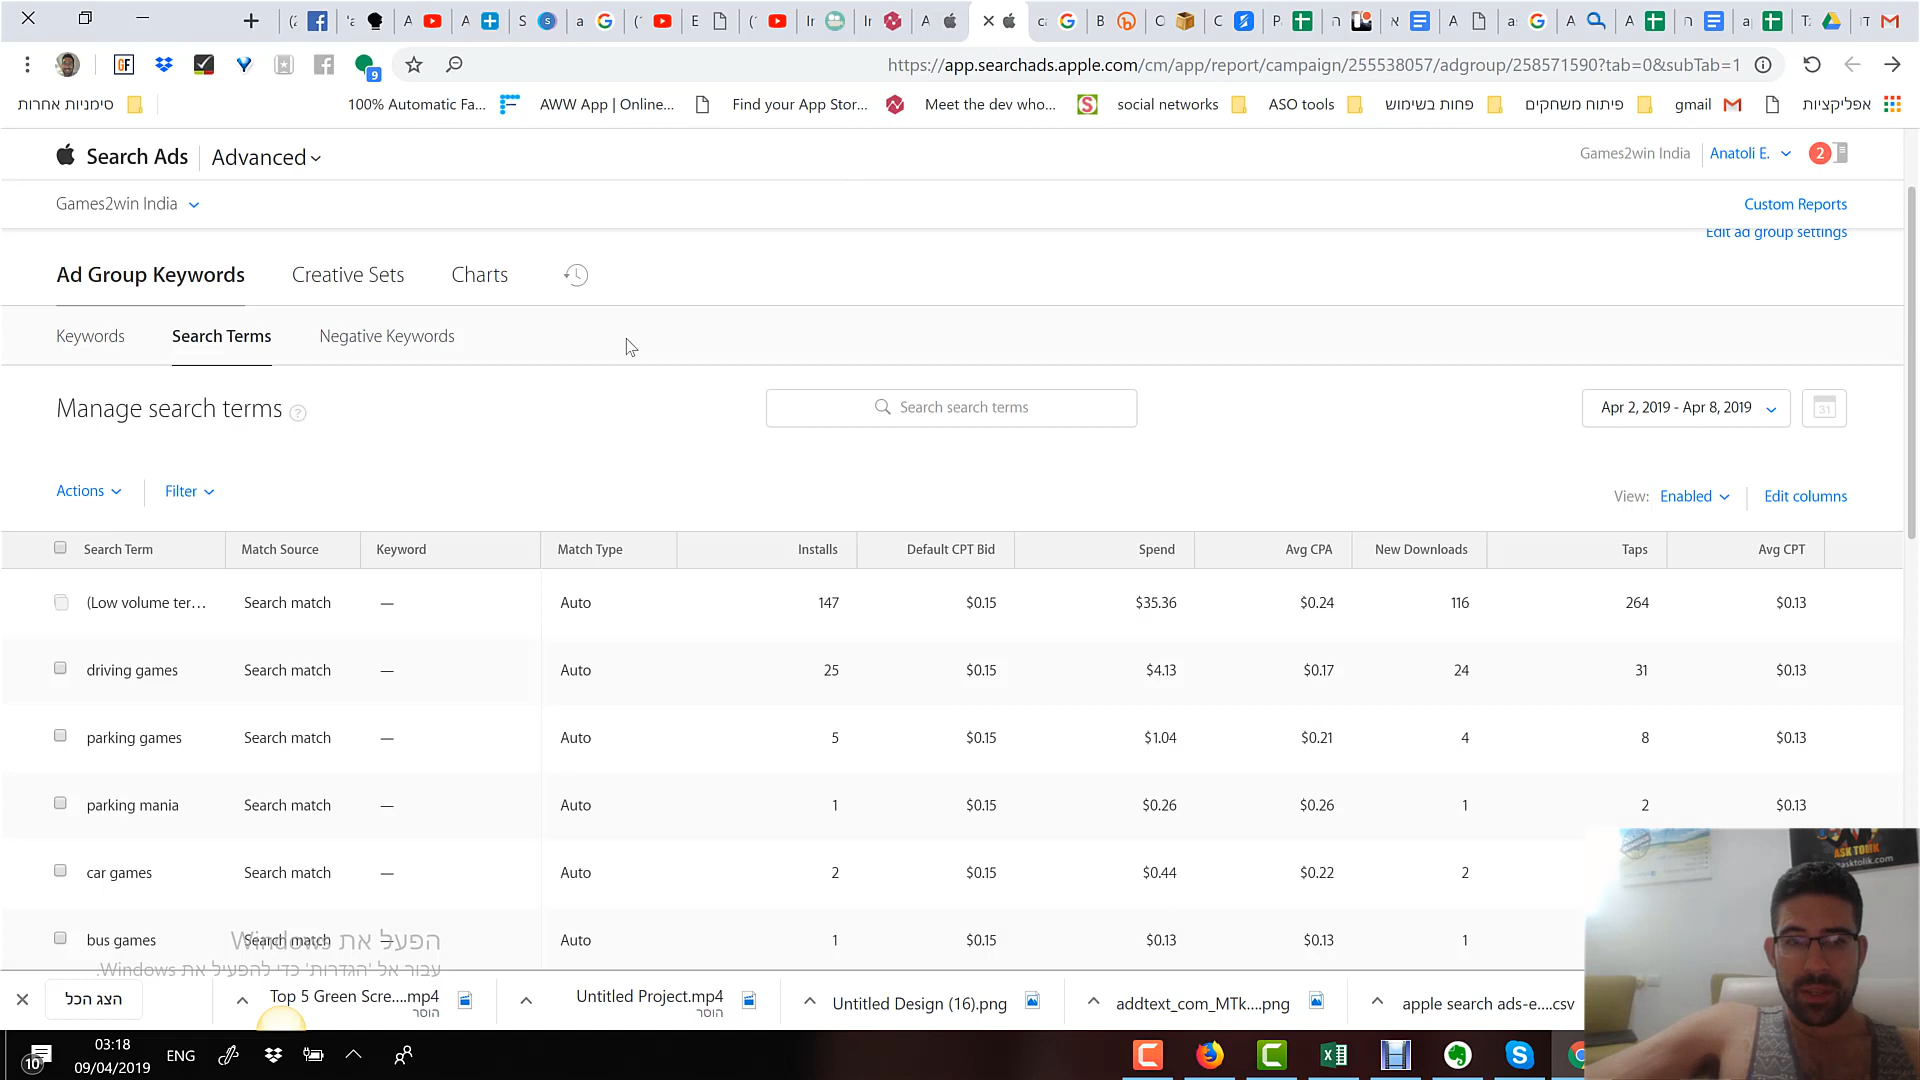 https://app.searchads.apple.com/cm/app/report/campaign/255538057/adgroup/258571590?tab=0&subTab=1
9
סימניות אחרות
100% Automatic Fa...
AWW App | Online...
Find your App Stor...
Meet the dev who...
social networks
ASO tools
פחות בשימוש
פיתוח משחקים
gmail
אפליקציות
Search Ads
Advanced
Games2win India
Anatoli E.
2
Games2win India
Custom Reports
Edit ad group settings
Ad Group Keywords
Creative Sets
Charts
Keywords
Search Terms
Negative Keywords
Manage search terms ?
Search search terms
Apr 2, 2019 - Apr 8, 2019
31
Actions
Filter
View: Enabled
Edit columns
Search Term Match Source Keyword Match Type Installs Default CPT Bid Spend Avg CPA New Downloads Taps Avg CPT
(Low volume ter... Search match — Auto 147 $0.15 $35.36 $0.24 116 264 $0.13
driving games Search match — Auto 25 $0.15 $4.13 $0.17 24 31 $0.13
parking games Search match — Auto 5 $0.15 $1.04 $0.21 4 8 $0.13
parking mania Search match — Auto 1 $0.15 $0.26 $0.26 1 2 $0.13
car games Search match — Auto 2 $0.15 $0.44 $0.22 2
bus games Search match — Auto 1 $0.15 $0.13 $0.13 1
הפעל את Windows
עבור אל 'הגדרות' כדי להפעיל את Windows.
ASK TOLIK
asktolik.com
הצג הכל
Top 5 Green Scre....mp4
הוסר
Untitled Project.mp4
הוסר
Untitled Design (16).png
addtext_com_MTk....png
apple search ads-e....csv
10
03:18
09/04/2019
ENG